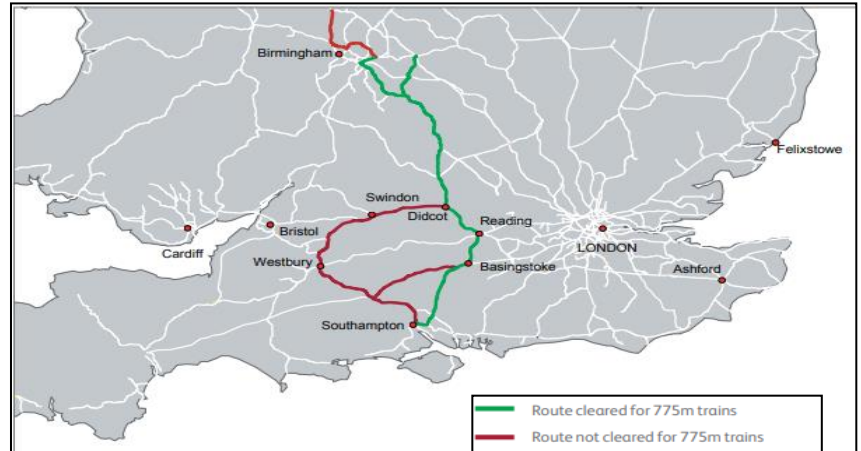 Birmingham
Felixstowe
Swindon
Didcot
Reading
Bristol
Cardiff
LONDON
Westbury
Basingstoke
Ashford
Southampton
Route cleared for 775m trains
Route not cleared for 775m trains